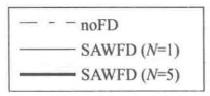 noFD
SAWFD (N=1)
SAWFD (N=5)